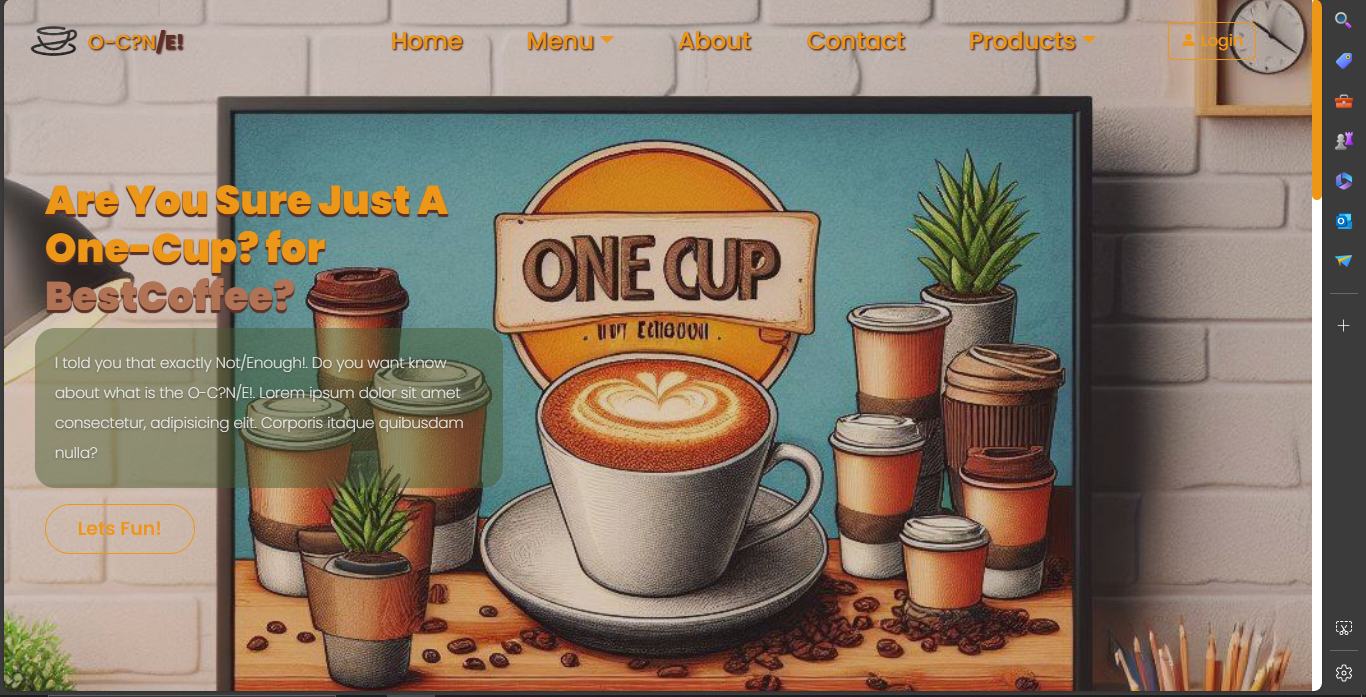 O-C?N/E!
Home
Menu
About
Contact
Products
Login
Are You Sure Just A
One-Cup? for
BestCoffee?
I told you that exactly Not/Enough!. Do you want know
about what is the O-C?N/E!. Lorem ipsum dolor sit amet
consectetur, adipisicing elit. Corporis itaque quibusdam
nulla?
Lets Fun!
ONE CUP